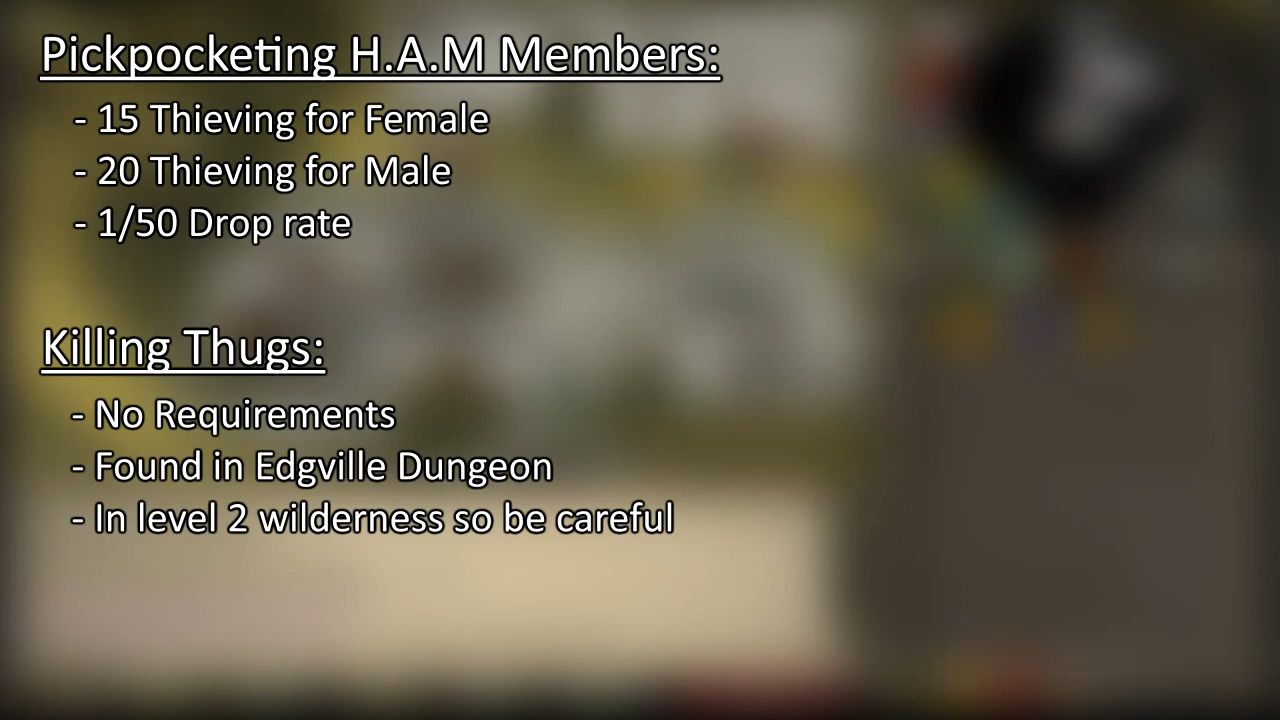 Pickpocketing H.A.M Members:
- 15 Thieving for Female
- 20 Thieving for Male
- 1/50 Drop rate
Killing Thugs:
- No Requirements
- Found in Edgville Dungeon
- In level 2 wilderness so be careful